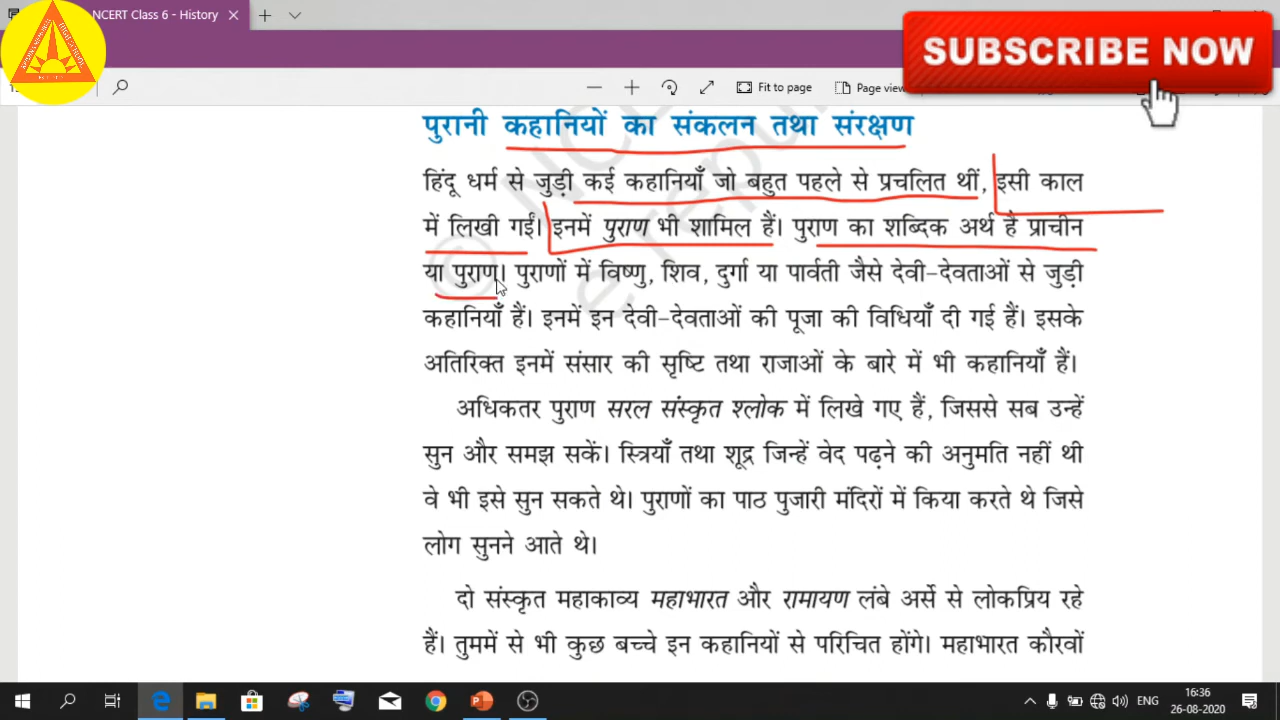 NCERT Class 6 - History
SUBSCRIBE NOW
Fit to page
Page view
पुरानी कहानियों का संकलन तथा संरक्षण
हिंदू धर्म से जुड़ी कई कहानियाँ जो बहुत पहले से प्रचलित थीं, इसी काल
में लिखी गईं। इनमें पुराण भी शामिल हैं। पुराण का शब्दिक अर्थ है प्राचीन
या पुराण। पुराणों में विष्णु, शिव, दुर्गा या पार्वती जैसे देवी-देवताओं से जुड़ी
कहानियाँ हैं। इनमें इन देवी-देवताओं की पूजा की विधियाँ दी गई हैं। इसके
अतिरिक्त इनमें संसार की सृष्टि तथा राजाओं के बारे में भी कहानियाँ हैं।
अधिकतर पुराण सरल संस्कृत श्लोक में लिखे गए हैं, जिससे सब उन्हें
सुन और समझ सकें। स्त्रियाँ तथा शूद्र जिन्हें वेद पढ़ने की अनुमति नहीं थी
वे भी इसे सुन सकते थे। पुराणों का पाठ पुजारी मंदिरों में किया करते थे जिसे
लोग सुनने आते थे।
दो संस्कृत महाकाव्य महाभारत और रामायण लंबे अर्से से लोकप्रिय रहे
हैं। तुममें से भी कुछ बच्चे इन कहानियों से परिचित होंगे। महाभारत कौरवों
ENG
16:36
26-08-2020